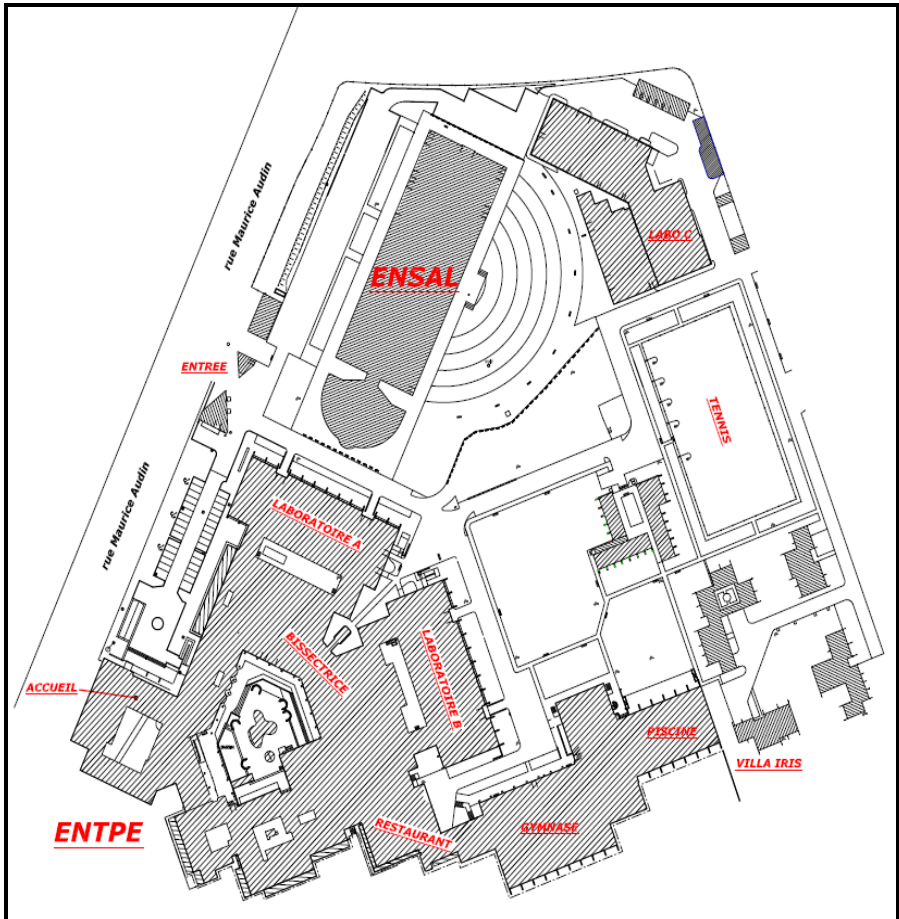 rue Maurice Audin
ENSAL
LABO C
ENTREE
TENNIS
rue Maurice Audin
LABORATOIRE A
BISSECTRICE
LABORATOIRE B
ACCUEIL
PISCINE
VILLA IRIS
ENTPE
RESTAURANT
GYMNASE